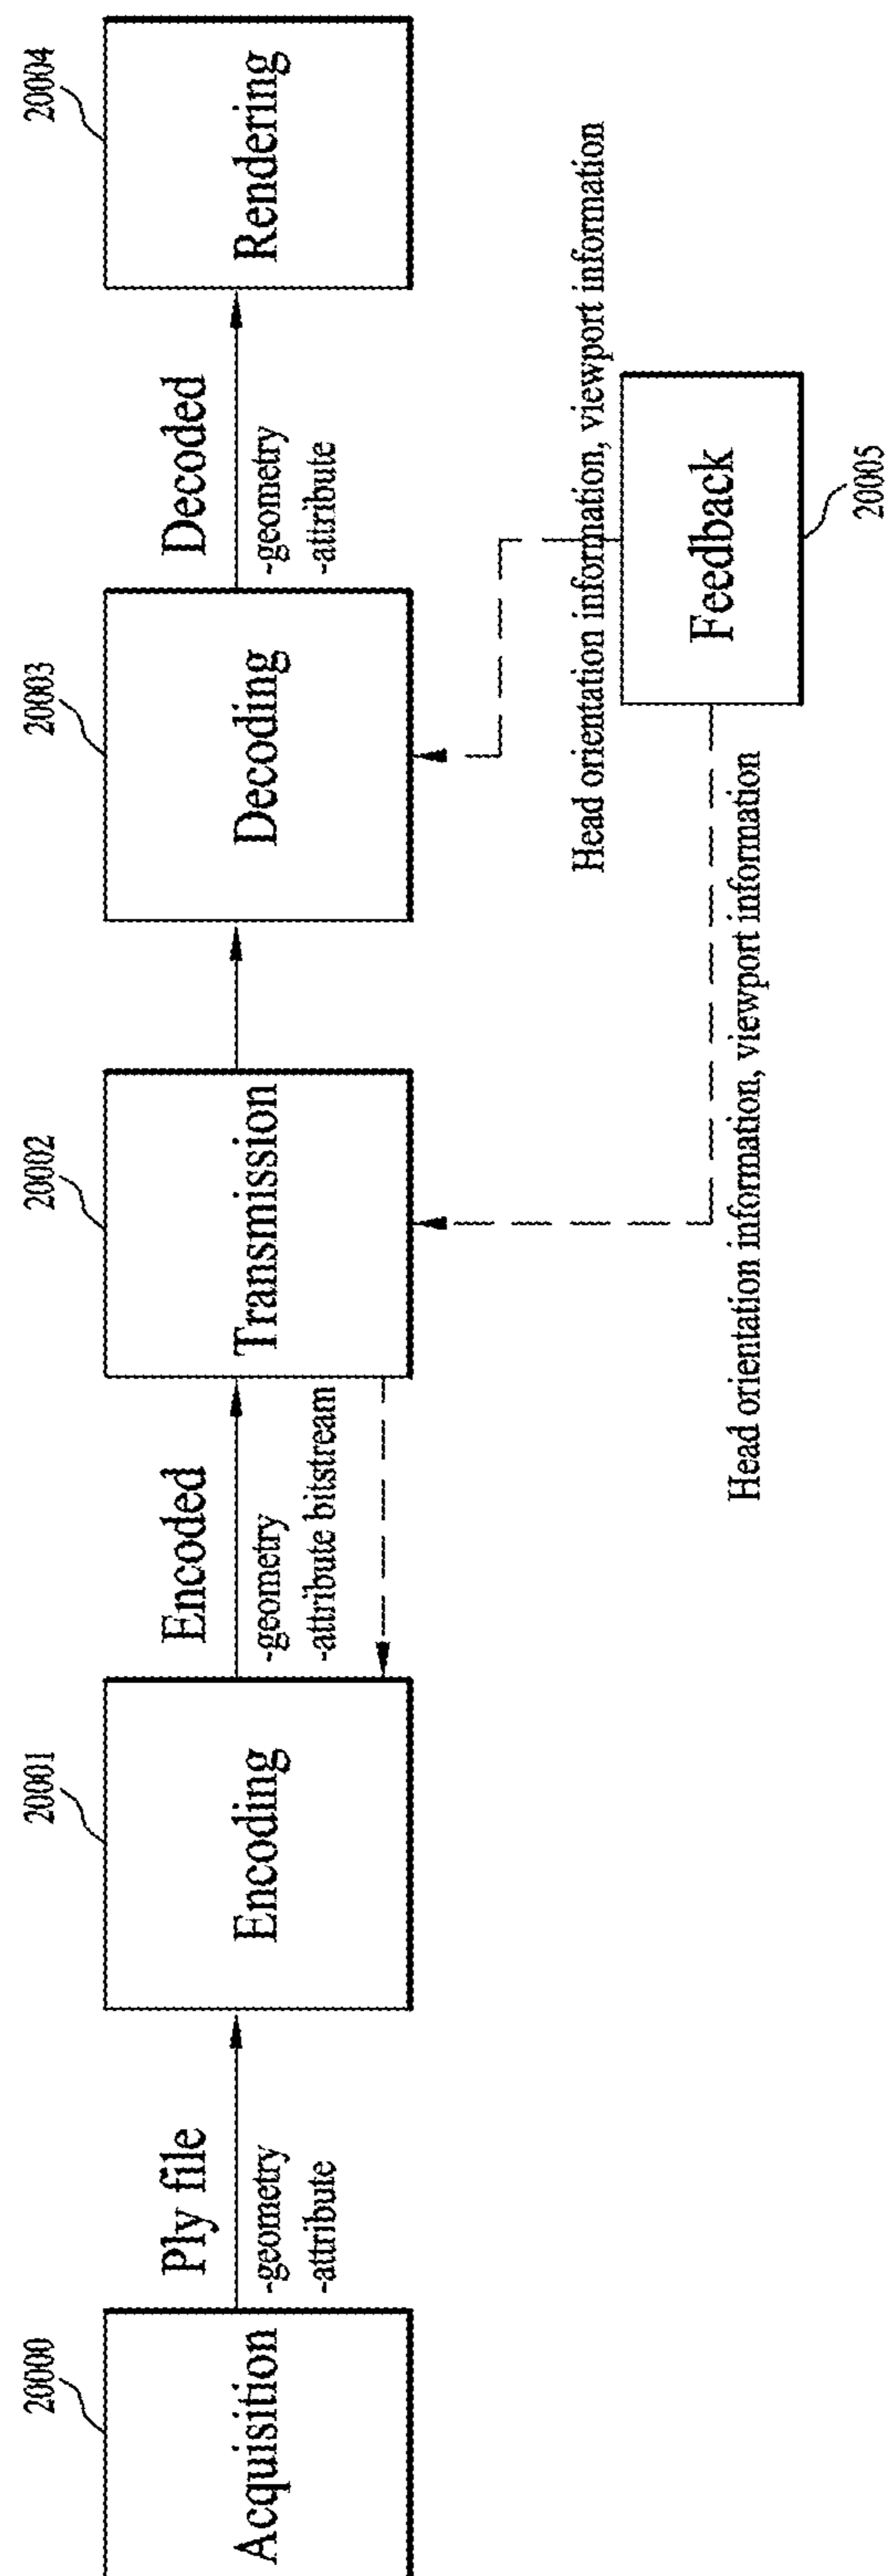 20000
Acquisition
Ply file
-geometry
-attribute
20001
Encoding
Encoded
-geometry
-attribute bitstream
20002
Transmission
20003
Decoding
Decoded
-geometry
-attribute
20004
Rendering
Head orientation information, viewport information
Feedback
20005
Head orientation information, viewport information